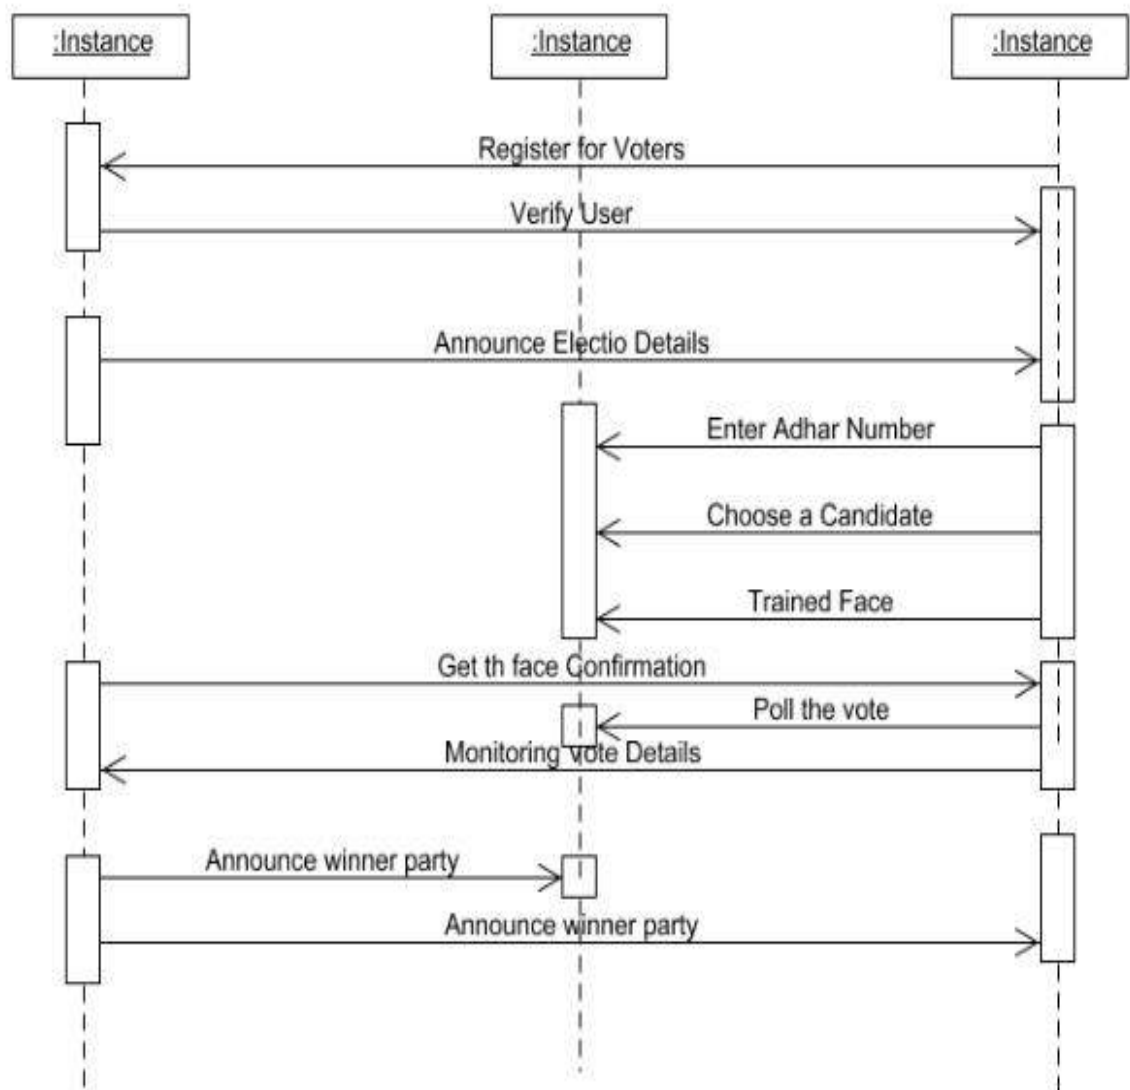 :Instance
:Instance
:Instance
Register for Voters
Verify User
Announce Electio Details
Enter Adhar Number
Choose a Candidate
Trained Face
Get th face Confirmation
Poll the vote
Monitoring Vote Details
Announce winner party
Announce winner party